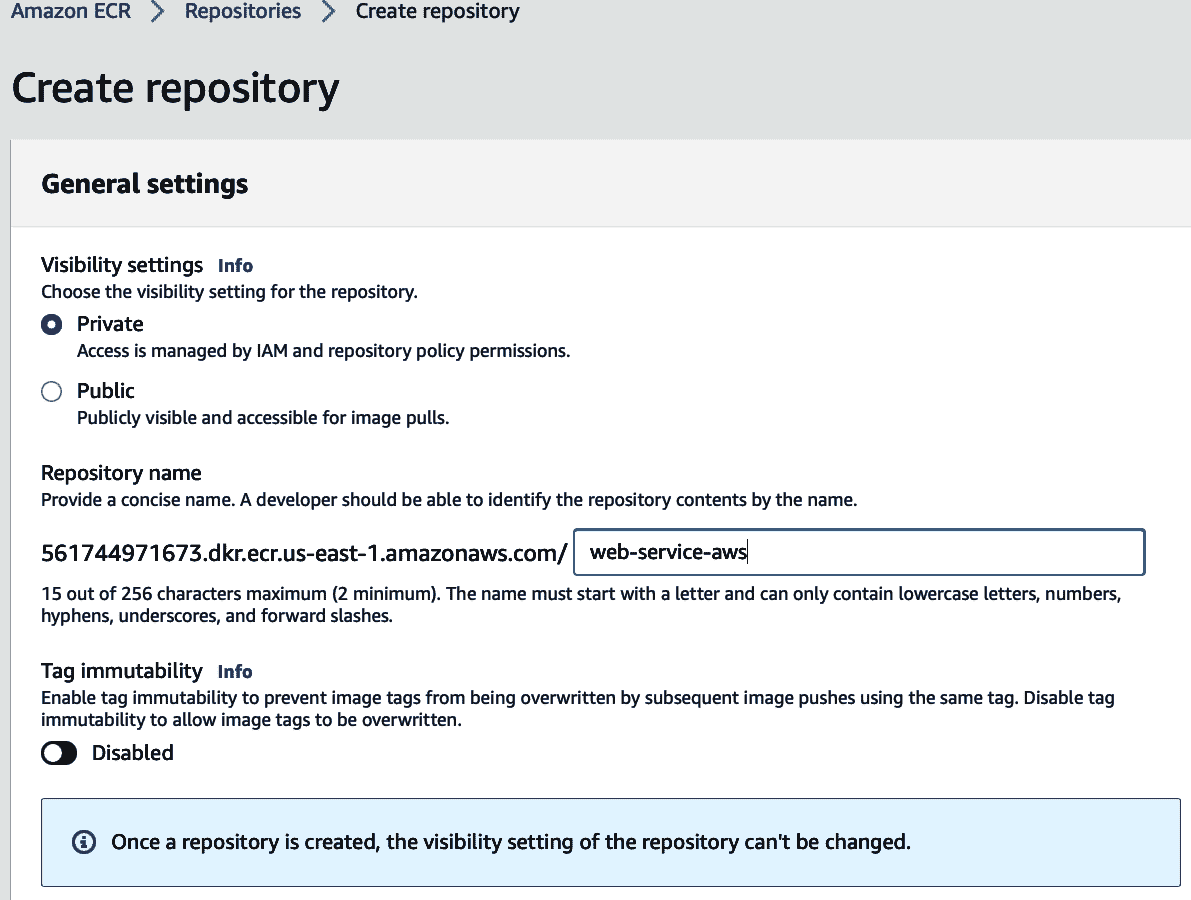 Amazon ECR > Repositories > Create repository
Create repository
General settings
Visibility settings Info
Choose the visibility setting for the repository.
Private
Access is managed by IAM and repository policy permissions.
Public
Publicly visible and accessible for image pulls.
Repository name
Provide a concise name. A developer should be able to identify the repository contents by the name.
561744971673.dkr.ecr.us-east-1.amazonaws.com/ web-service-aws
15 out of 256 characters maximum (2 minimum). The name must start with a letter and can only contain lowercase letters, numbers,
hyphens, underscores, and forward slashes.
Tag immutability Info
Enable tag immutability to prevent image tags from being overwritten by subsequent image pushes using the same tag. Disable tag
immutability to allow image tags to be overwritten.
Disabled
Once a repository is created, the visibility setting of the repository can't be changed.